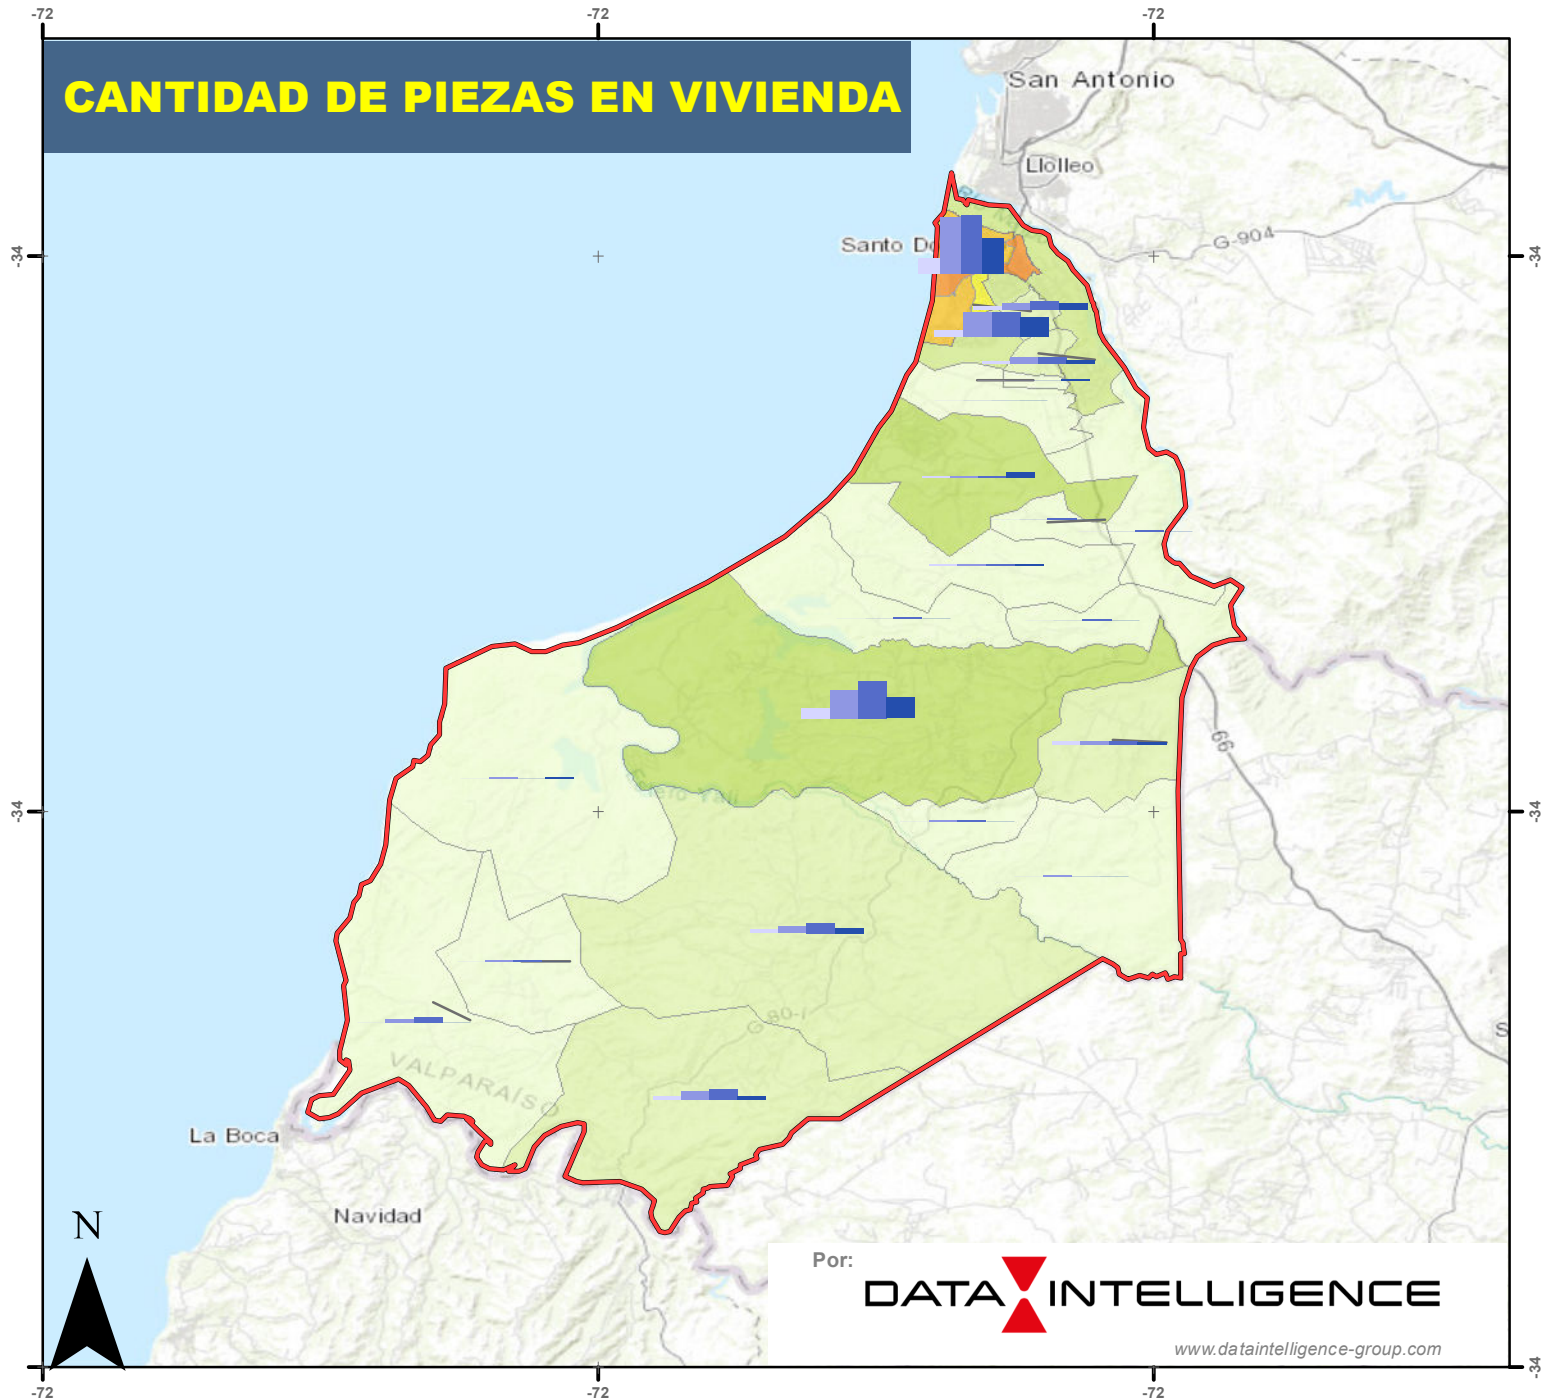 -72 -72 -72
CANTIDAD DE PIEZAS EN VIVIENDA
San Antonio
Llolleo
Santo Do
G-904
-34 -34
66
-34 -34
G-80-I
VALPARAÍSO
S
La Boca
Navidad
N
Por:
DATA INTELLIGENCE
www.dataintelligence-group.com
-34
-72 -72 -72